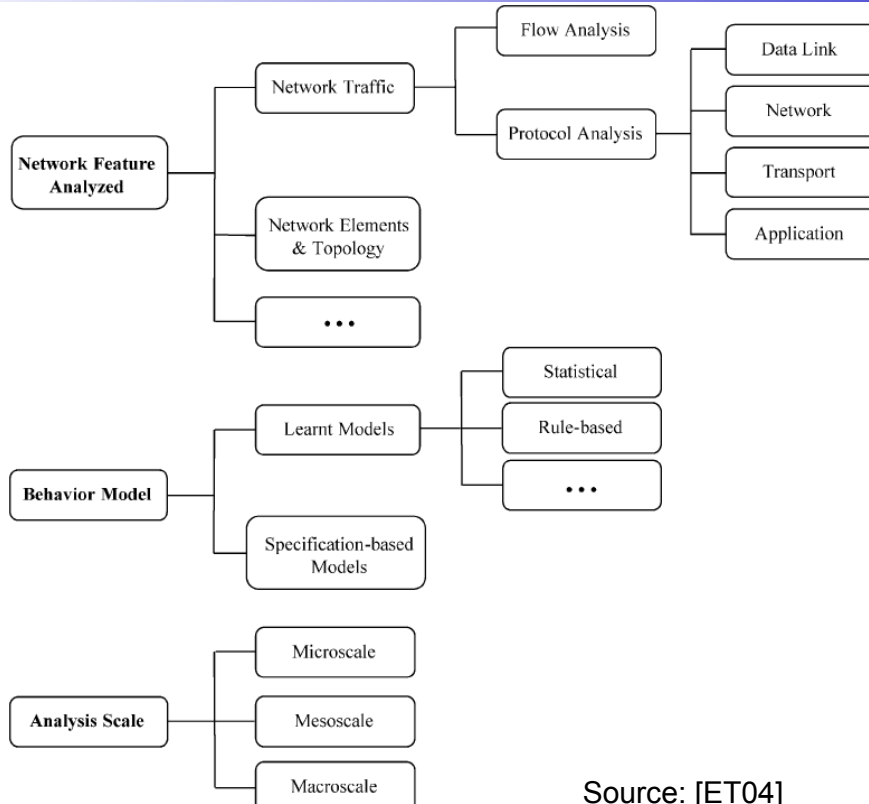 Flow Analysis
Data Link
Network Traffic
Network
Protocol Analysis
Network Feature
Analyzed
Transport
Network Elements
& Topology
Application
•••
Statistical
Learnt Models
Rule-based
•••
Behavior Model
Specification-based
Models
Microscale
Analysis Scale
Mesoscale
Macroscale
Source: [ET04]